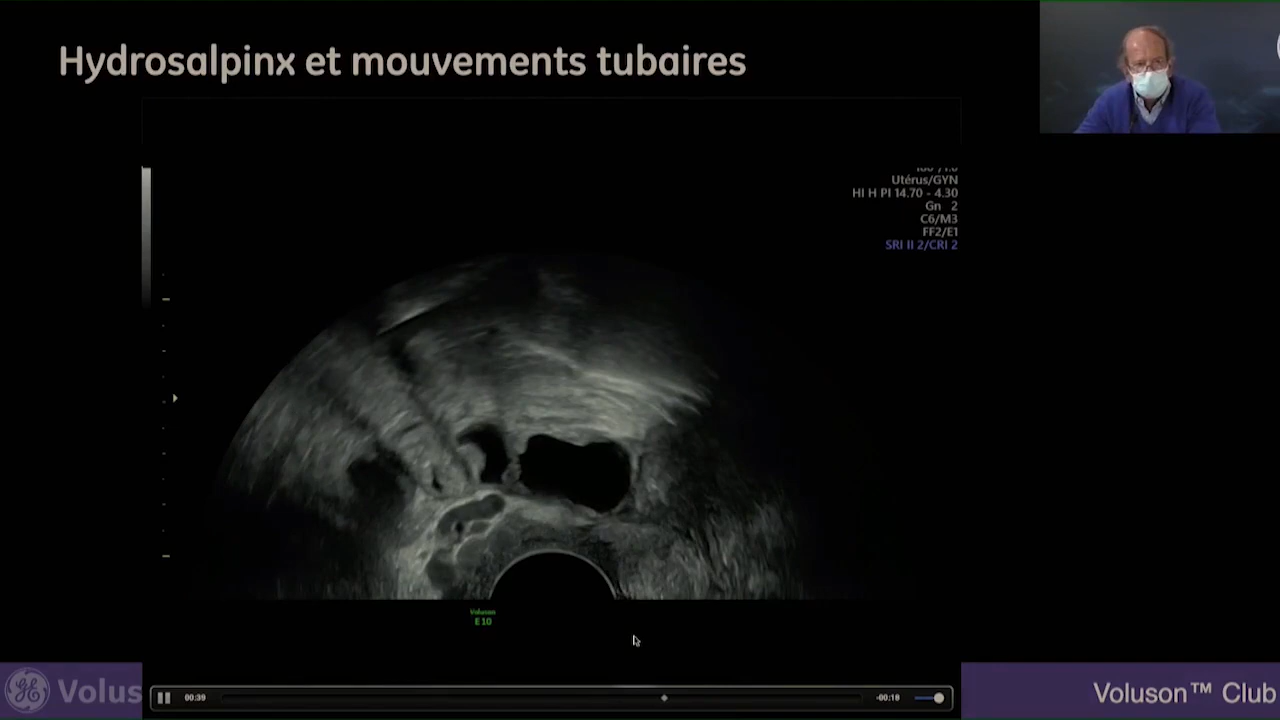 Hydrosalpinx et mouvements tubaires
Utérus/GYN
HI H PI 14.70 - 4.30
Gn 2
C6/M3
FF2/E1
SRI II 2/CRI 2
Voluson
E 10
Volus
00:39
-00:18
Voluson™ Club